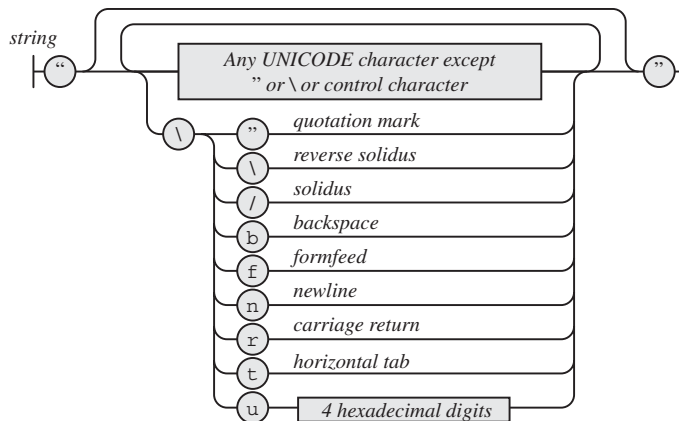 string
“ Any UNICODE character except ”
” or \ or control character
\ ” quotation mark
\ reverse solidus
/ solidus
b backspace
f formfeed
n newline
r carriage return
t horizontal tab
u 4 hexadecimal digits